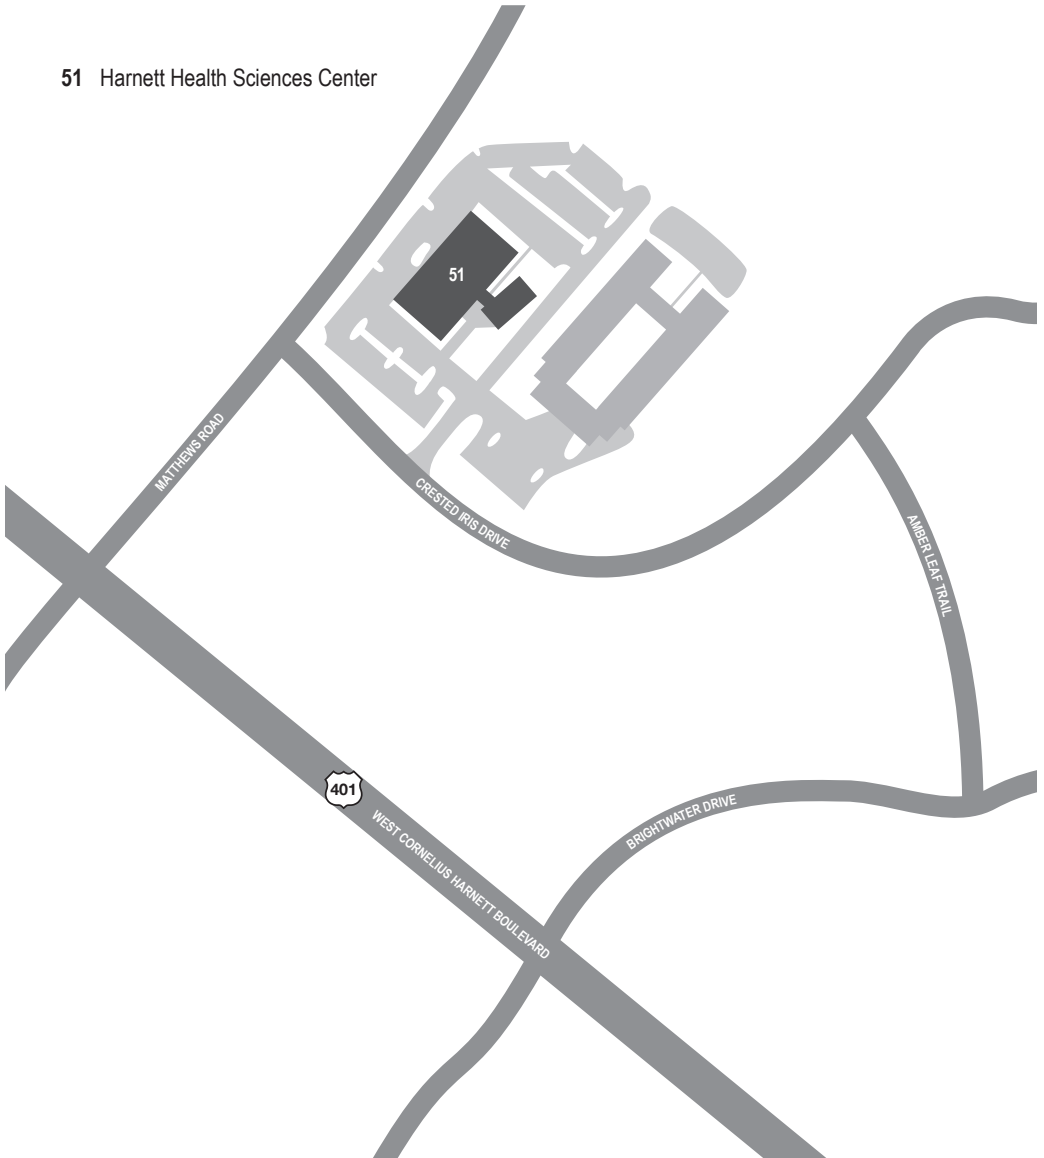 51 Harnett Health Sciences Center
51
MATTHEWS ROAD
CRESTED IRIS DRIVE
AMBER LEAF TRAIL
401
BRIGHTWATER DRIVE
WEST CORNELIUS HARNETT BOULEVARD